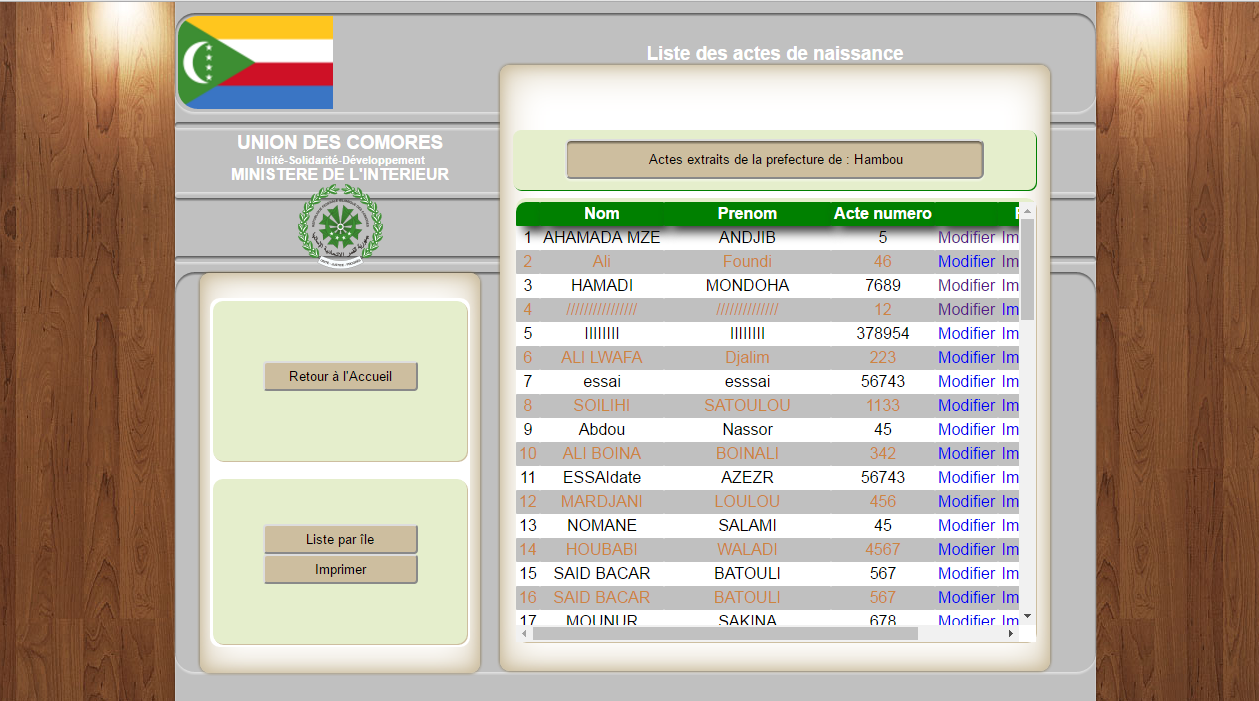 Liste des actes de naissance
UNION DES COMORES
Unité-Solidarité-Développement
MINISTERE DE L'INTERIEUR
Retour à l'Accueil
Liste par île
Imprimer
Actes extraits de la prefecture de : Hambou
Nom Prenom Acte numero
1 AHAMADA MZE ANDJIB 5 Modifier Im
2 Ali Foundi 46 Modifier Im
3 HAMADI MONDOHA 7689 Modifier Im
4 /////////////// ////////////// 12 Modifier Im
5 IIIIIIII IIIIIIII 378954 Modifier Im
6 ALI LWAFA Djalim 223 Modifier Im
7 essai esssai 56743 Modifier Im
8 SOILIHI SATOULOU 1133 Modifier Im
9 Abdou Nassor 45 Modifier Im
10 ALI BOINA BOINALI 342 Modifier Im
11 ESSAIdate AZEZR 56743 Modifier Im
12 MARDJANI LOULOU 456 Modifier Im
13 NOMANE SALAMI 45 Modifier Im
14 HOUBABI WALADI 4567 Modifier Im
15 SAID BACAR BATOULI 567 Modifier Im
16 SAID BACAR BATOULI 567 Modifier Im
17 MOUNUR SAKINA 678 Modifier Im